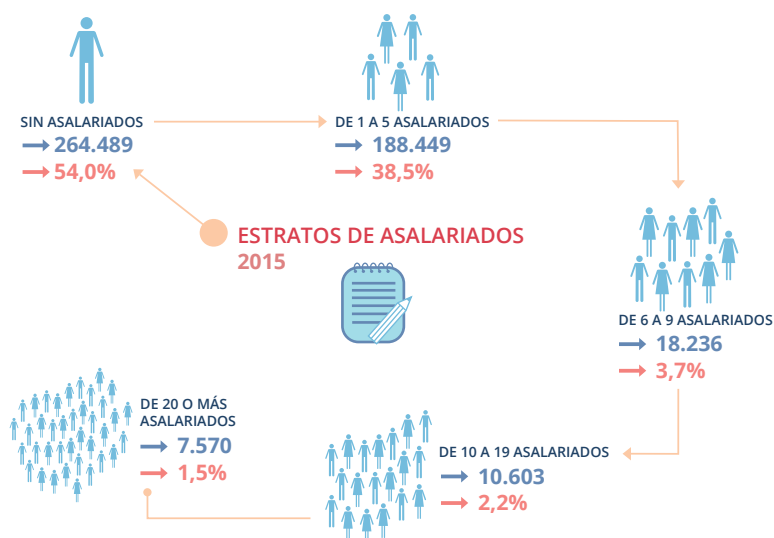 SIN ASALARIADOS
264.489
54,0%
DE 1 A 5 ASALARIADOS
188.449
38,5%
ESTRATOS DE ASALARIADOS
2015
DE 6 A 9 ASALARIADOS
18.236
3,7%
DE 10 A 19 ASALARIADOS
10.603
2,2%
DE 20 O MÁS
ASALARIADOS
7.570
1,5%